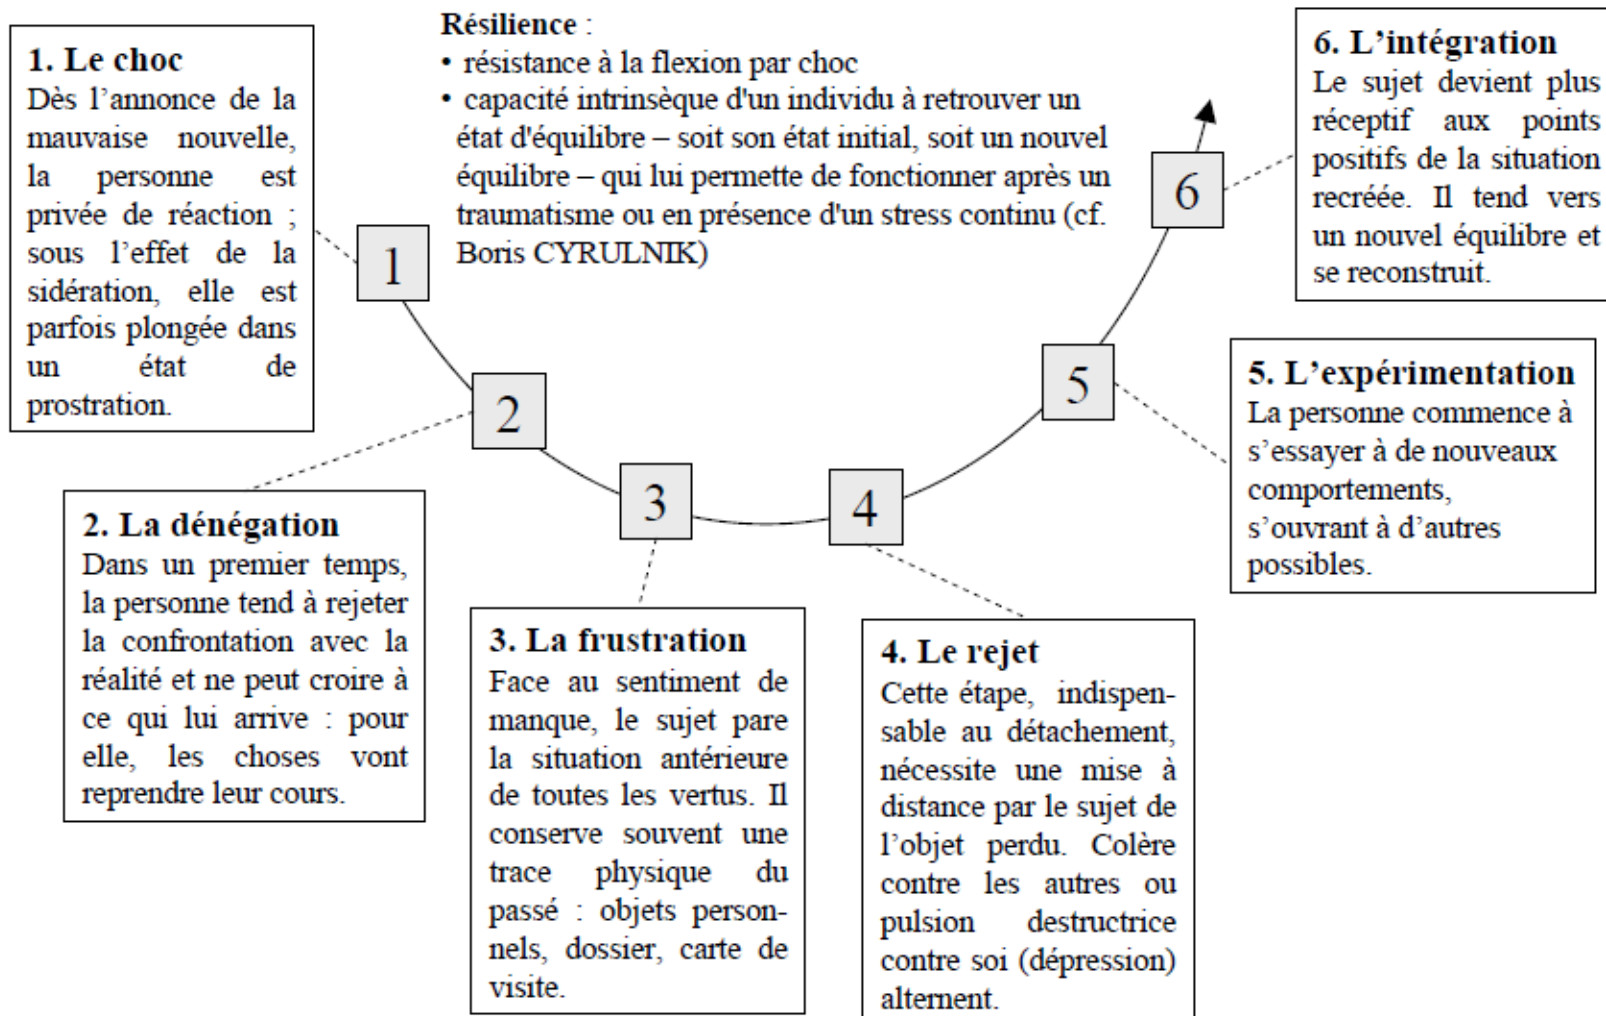 Résilience :
• résistance à la flexion par choc
• capacité intrinsèque d'un individu à retrouver un
état d'équilibre – soit son état initial, soit un nouvel
équilibre – qui lui permette de fonctionner après un
traumatisme ou en présence d'un stress continu (cf.
Boris CYRULNIK)
1. Le choc
Dès l’annonce de la
mauvaise nouvelle,
la personne est
privée de réaction ;
sous l’effet de la
sidération, elle est
parfois plongée dans
un état de
prostration.
1
2. La dénégation
Dans un premier temps,
la personne tend à rejeter
la confrontation avec la
réalité et ne peut croire à
ce qui lui arrive : pour
elle, les choses vont
reprendre leur cours.
2
3. La frustration
Face au sentiment de
manque, le sujet pare
la situation antérieure
de toutes les vertus. Il
conserve souvent une
trace physique du
passé : objets person-
nels, dossier, carte de
visite.
3
4. Le rejet
Cette étape, indispen-
sable au détachement,
nécessite une mise à
distance par le sujet de
l’objet perdu. Colère
contre les autres ou
pulsion destructrice
contre soi (dépression)
alternent.
4
5. L’expérimentation
La personne commence à
s’essayer à de nouveaux
comportements,
s’ouvrant à d’autres
possibles.
5
6. L’intégration
Le sujet devient plus
réceptif aux points
positifs de la situation
recréée. Il tend vers
un nouvel équilibre et
se reconstruit.
6